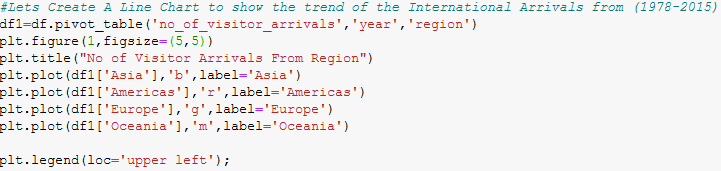 #Lets Create A Line Chart to show the trend of the International Arrivals from (1978-2015)
df1=df.pivot_table('no_of_visitor_arrivals','year','region')
plt.figure(1,figsize=(5,5))
plt.title("No of Visitor Arrivals From Region")
plt.plot(df1['Asia'],'b',label='Asia')
plt.plot(df1['Americas'],'r',label='Americas')
plt.plot(df1['Europe'],'g',label='Europe')
plt.plot(df1['Oceania'],'m',label='Oceania')
plt.legend(loc='upper left');